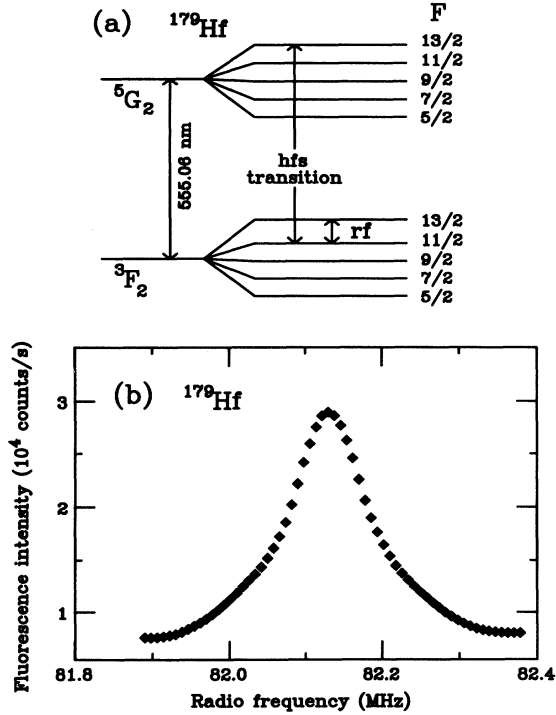 (a) ¹⁷⁹Hf F
13/2
11/2
⁵G₂ 9/2
7/2
5/2
555.06 nm
hfs
transition
13/2
rf 11/2
³F₂ 9/2
7/2
5/2
(b) ¹⁷⁹Hf
Fluorescence intensity (10⁴ counts/s)
3
2
1
81.8 82.0 82.2 82.4
Radio frequency (MHz)